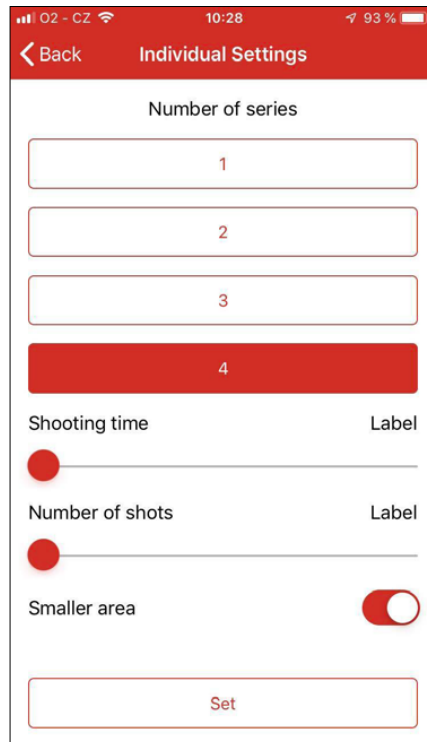 O2 - CZ 10:28 93 %
Back Individual Settings
Number of series
1
2
3
4
Shooting time Label
Number of shots Label
Smaller area
Set